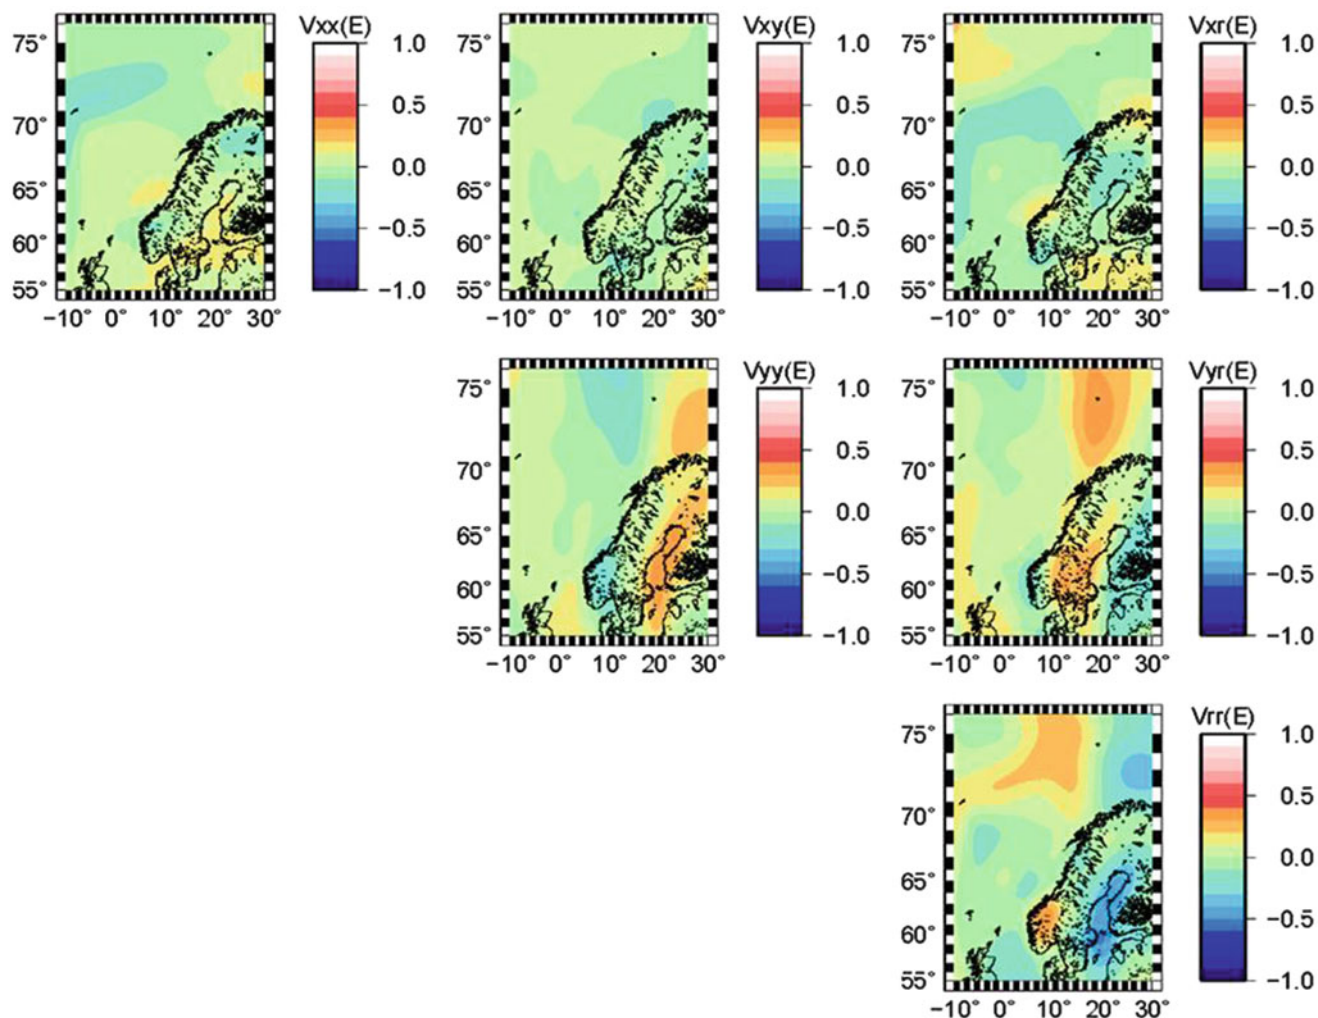 Vxx(E) Vxy(E) Vxr(E)
75° 1.0 75° 1.0 75° 1.0
0.5 0.5 0.5
70° 70° 70°
0.0 0.0 0.0
65° 65° 65°
−0.5 −0.5 −0.5
60° 60° 60°
55° −1.0 55° −1.0 55° −1.0
−10° 0° 10° 20° 30° −10° 0° 10° 20° 30° −10° 0° 10° 20° 30°
Vyy(E) Vyr(E)
75° 1.0 75° 1.0
0.5 0.5
70° 70°
0.0 0.0
65° 65°
−0.5 −0.5
60° 60°
55° −1.0 55° −1.0
−10° 0° 10° 20° 30° −10° 0° 10° 20° 30°
Vrr(E)
75° 1.0
0.5
70°
0.0
65°
−0.5
60°
55° −1.0
−10° 0° 10° 20° 30°